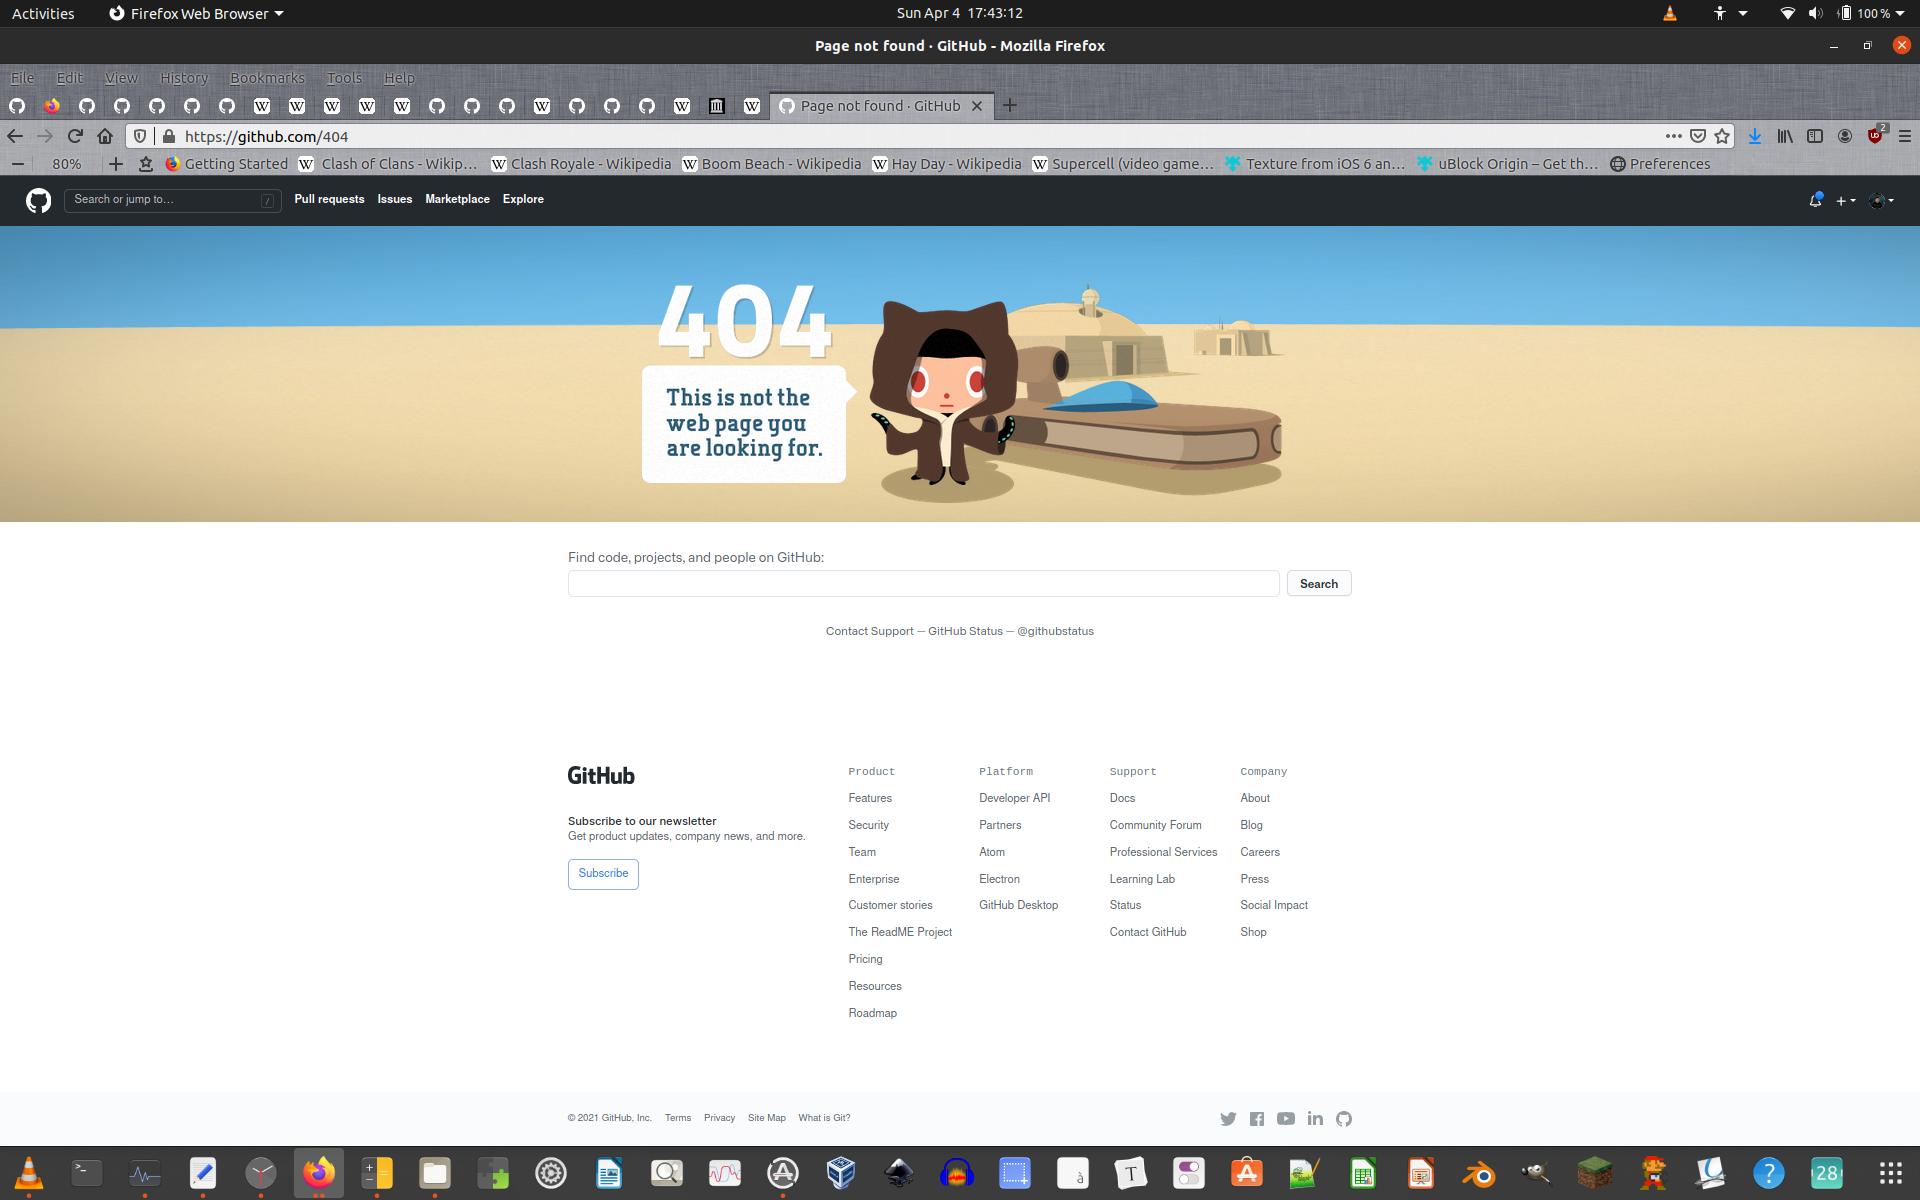 Activities
Firefox Web Browser
Sun Apr 4 17:43:12
100 %
Page not found · GitHub - Mozilla Firefox
File Edit View History Bookmarks Tools Help
Page not found · GitHub
https://github.com/404
2
80%
Getting Started
Clash of Clans - Wikip…
Clash Royale - Wikipedia
Boom Beach - Wikipedia
Hay Day - Wikipedia
Supercell (video game…
Texture from iOS 6 an…
uBlock Origin – Get th…
Preferences
Search or jump to…
/
Pull requests Issues Marketplace Explore
404
This is not the
web page you
are looking for.
Find code, projects, and people on GitHub:
Search
Contact Support — GitHub Status — @githubstatus
GitHub
Subscribe to our newsletter
Get product updates, company news, and more.
Subscribe
Product
Features
Security
Team
Enterprise
Customer stories
The ReadME Project
Pricing
Resources
Roadmap
Platform
Developer API
Partners
Atom
Electron
GitHub Desktop
Support
Docs
Community Forum
Professional Services
Learning Lab
Status
Contact GitHub
Company
About
Blog
Careers
Press
Social Impact
Shop
© 2021 GitHub, Inc. Terms Privacy Site Map What is Git?
28